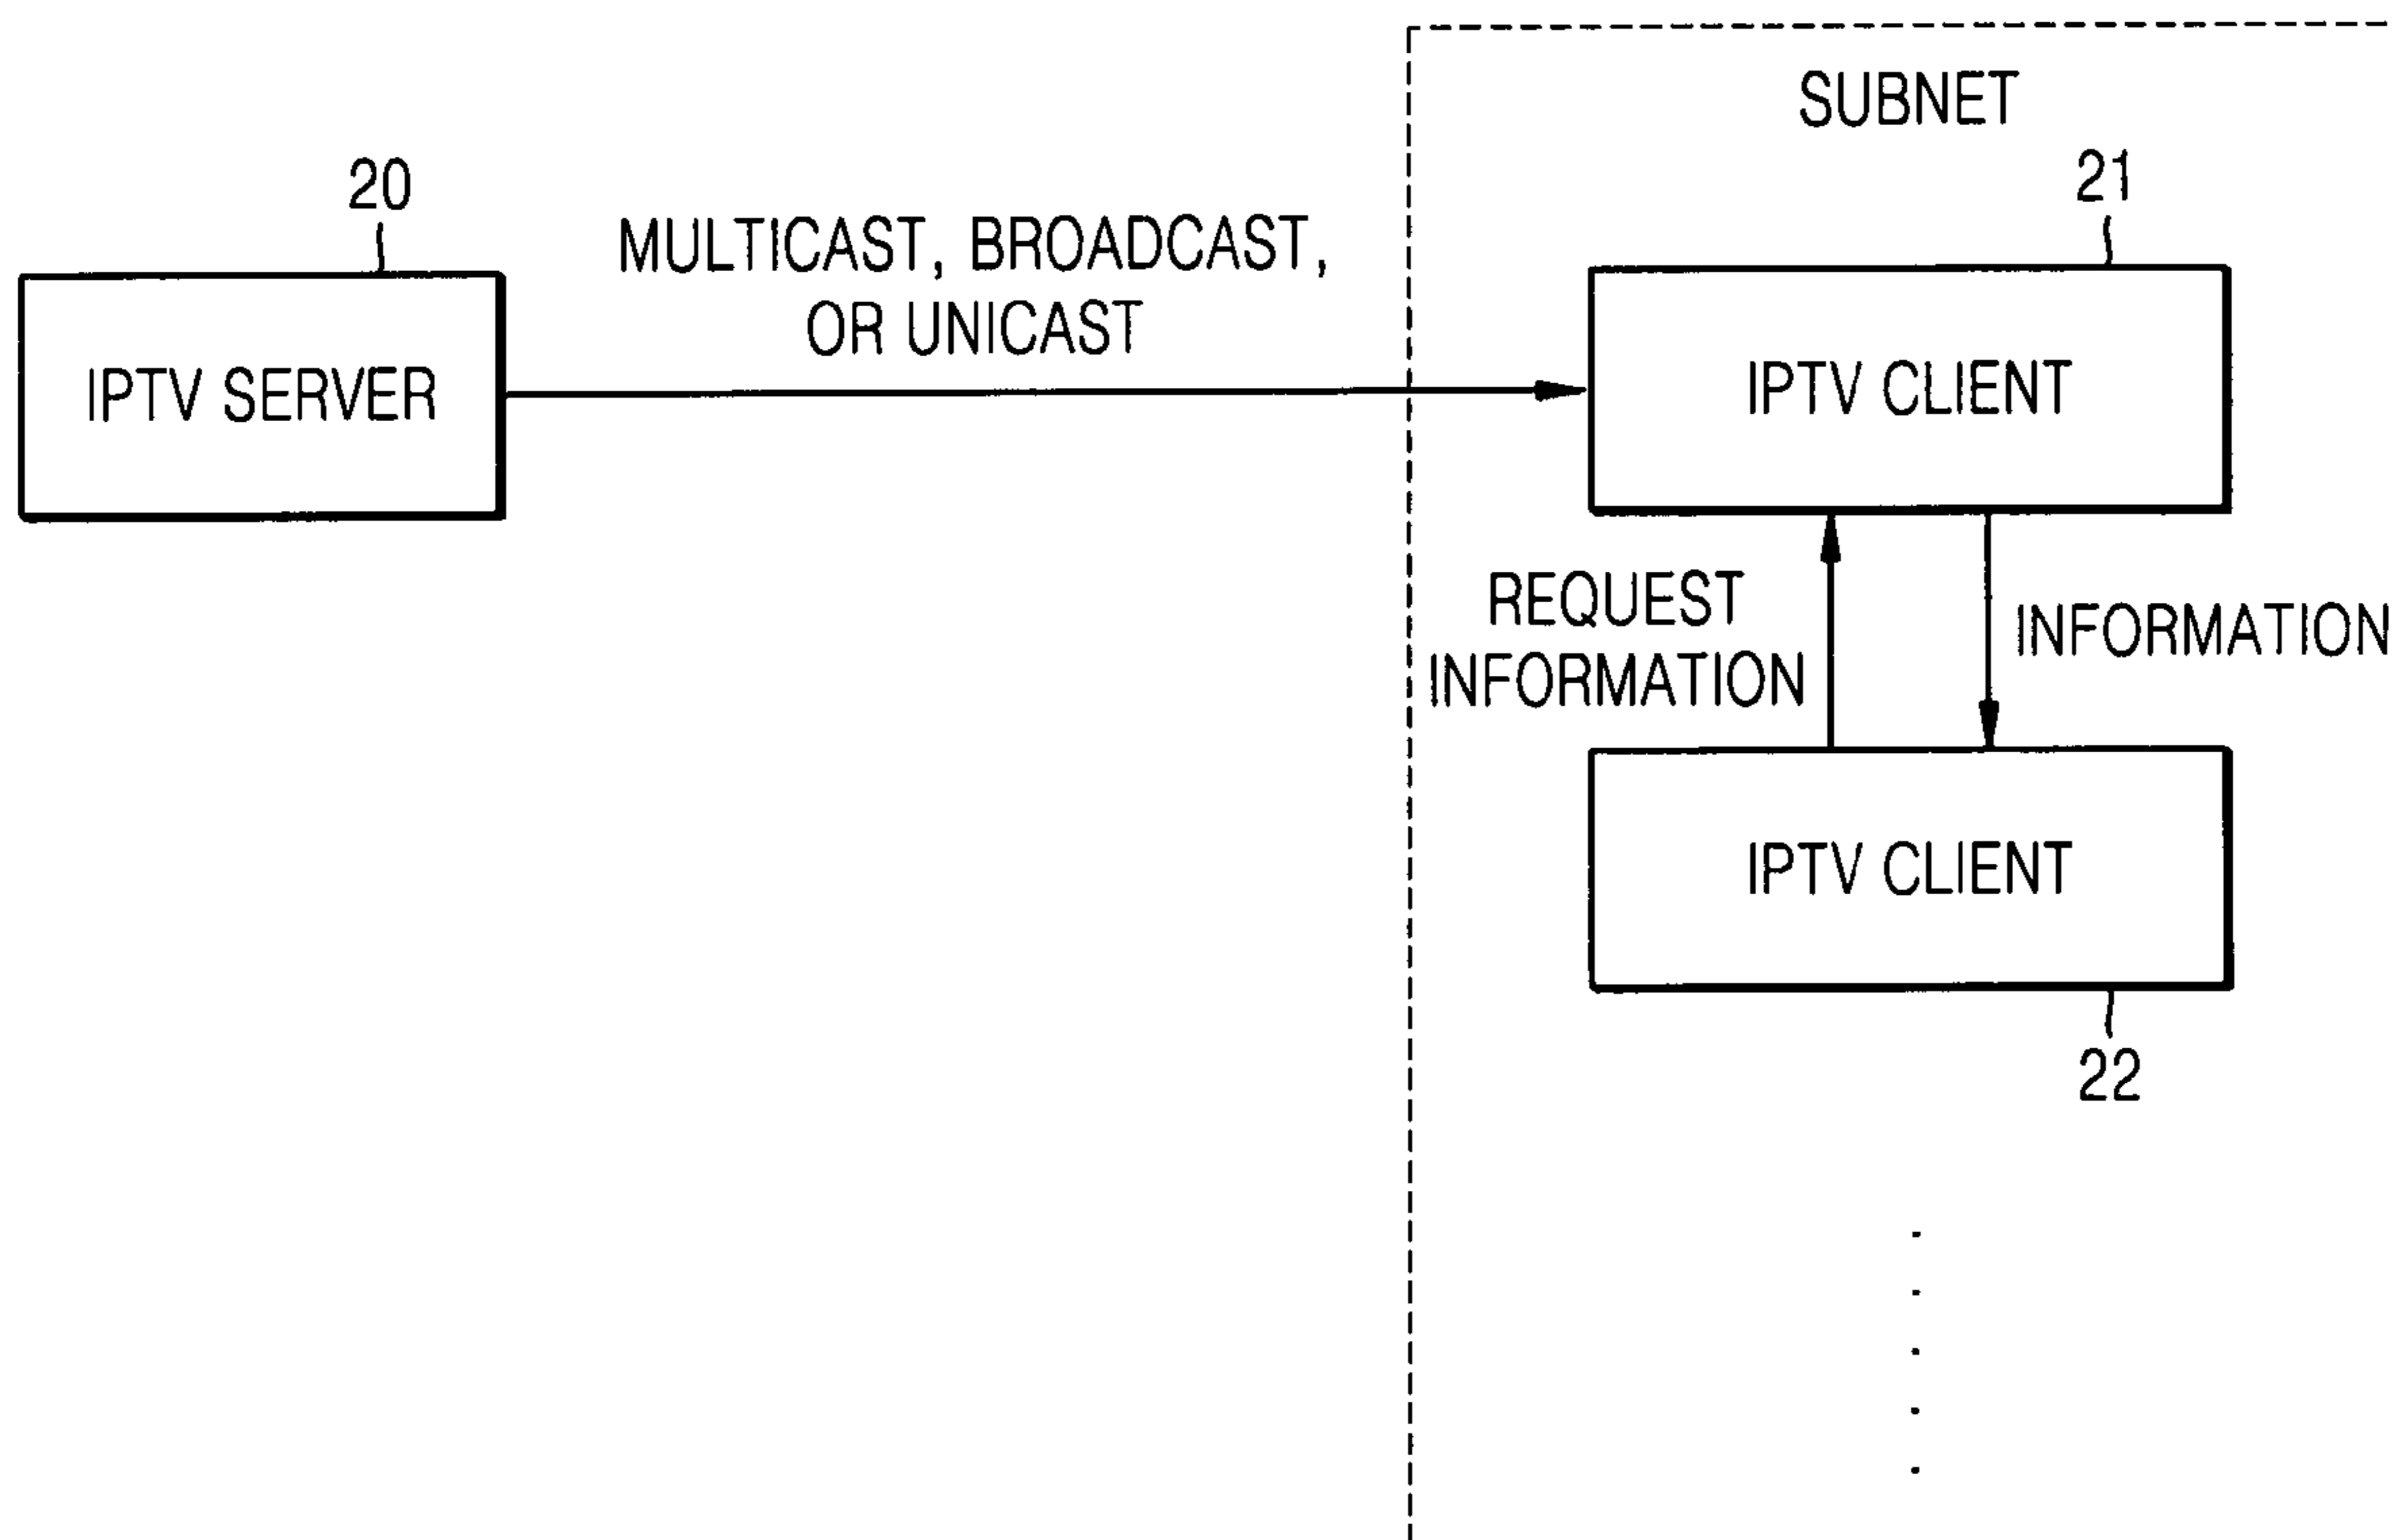 SUBNET
20
21
MULTICAST, BROADCAST,
OR UNICAST
IPTV SERVER
IPTV CLIENT
REQUEST
INFORMATION
INFORMATION
IPTV CLIENT
22